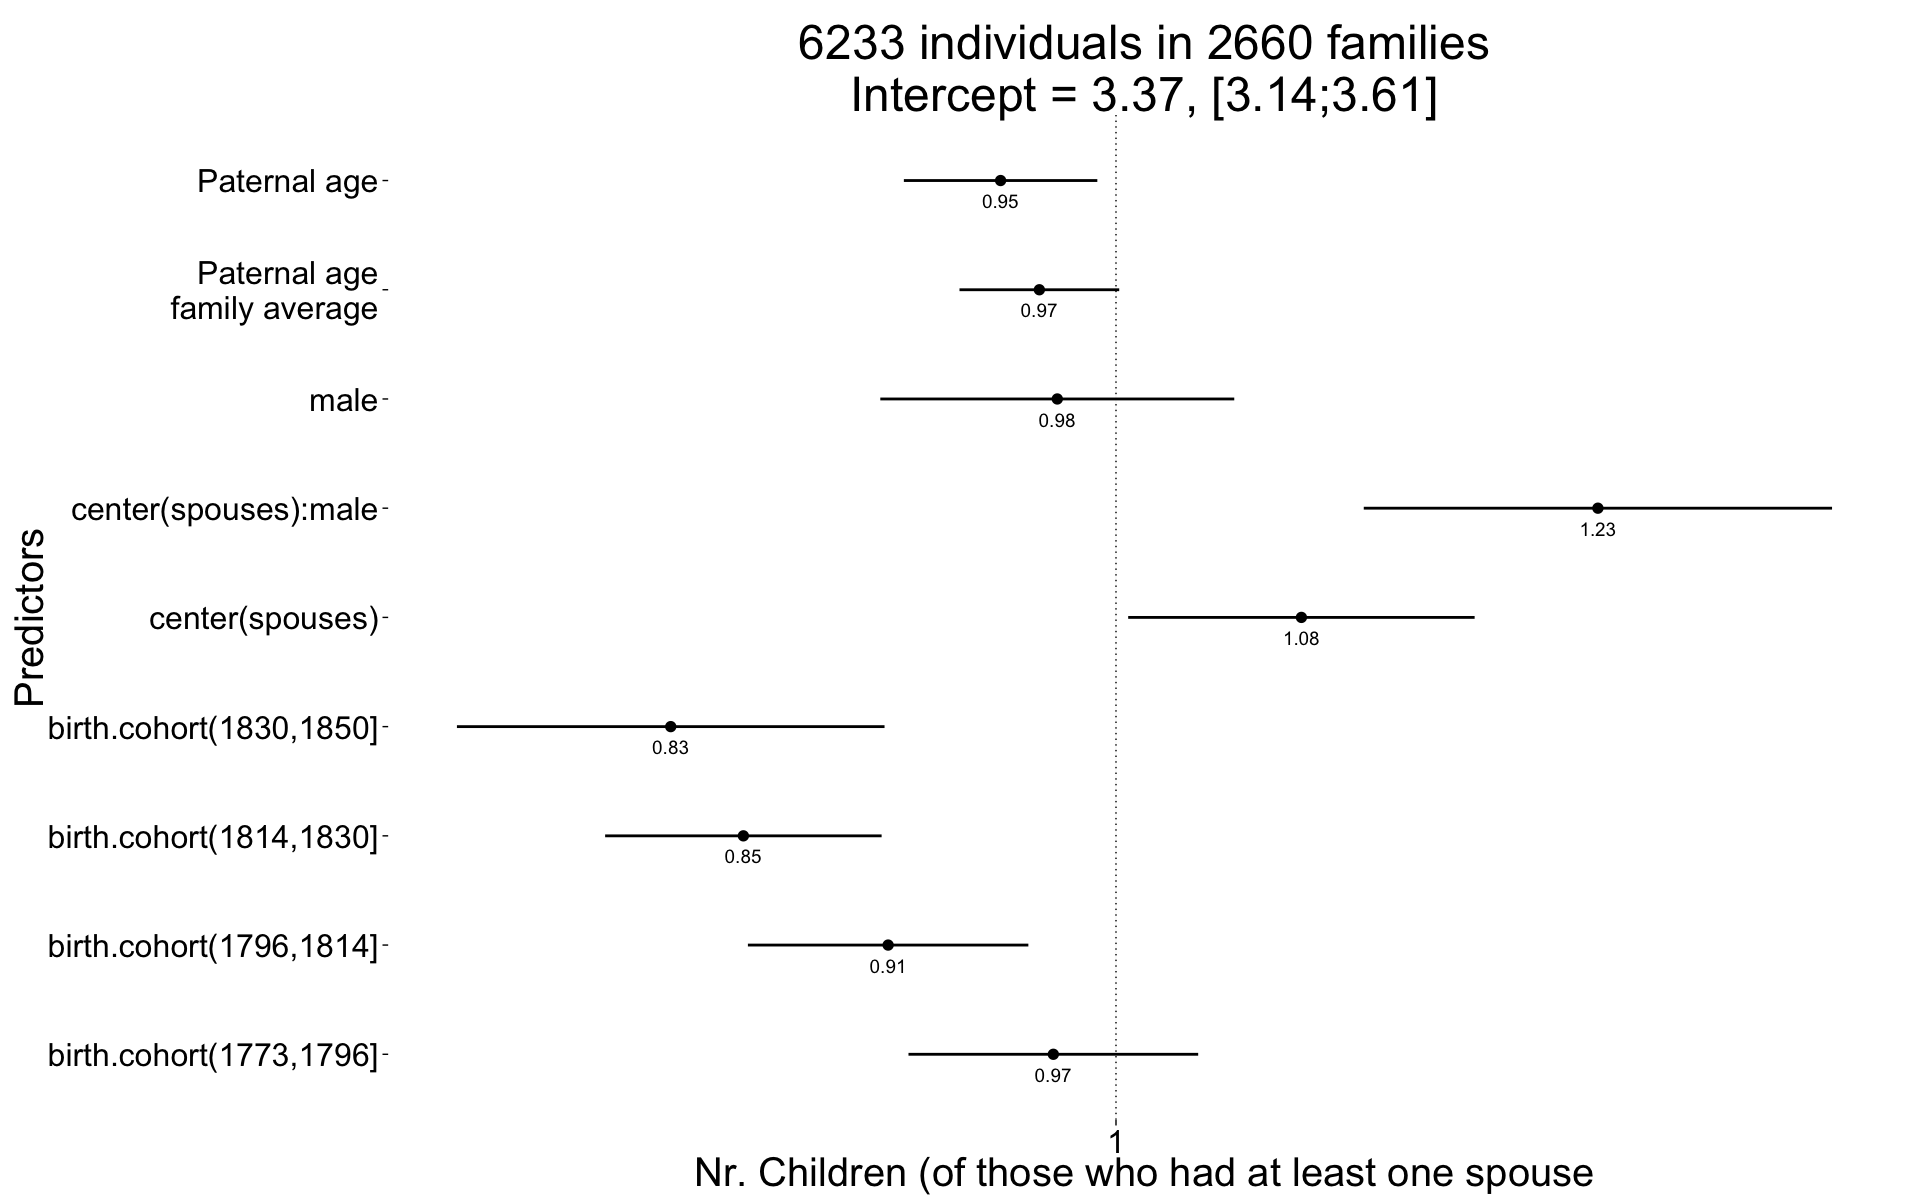 6233 individuals in 2660 families
Intercept = 3.37, [3.14;3.61]
Predictors
Paternal age
0.95
Paternal age
family average
0.97
male
0.98
center(spouses):male
1.23
center(spouses)
1.08
birth.cohort(1830,1850]
0.83
birth.cohort(1814,1830]
0.85
birth.cohort(1796,1814]
0.91
birth.cohort(1773,1796]
0.97
1
Nr. Children (of those who had at least one spouse